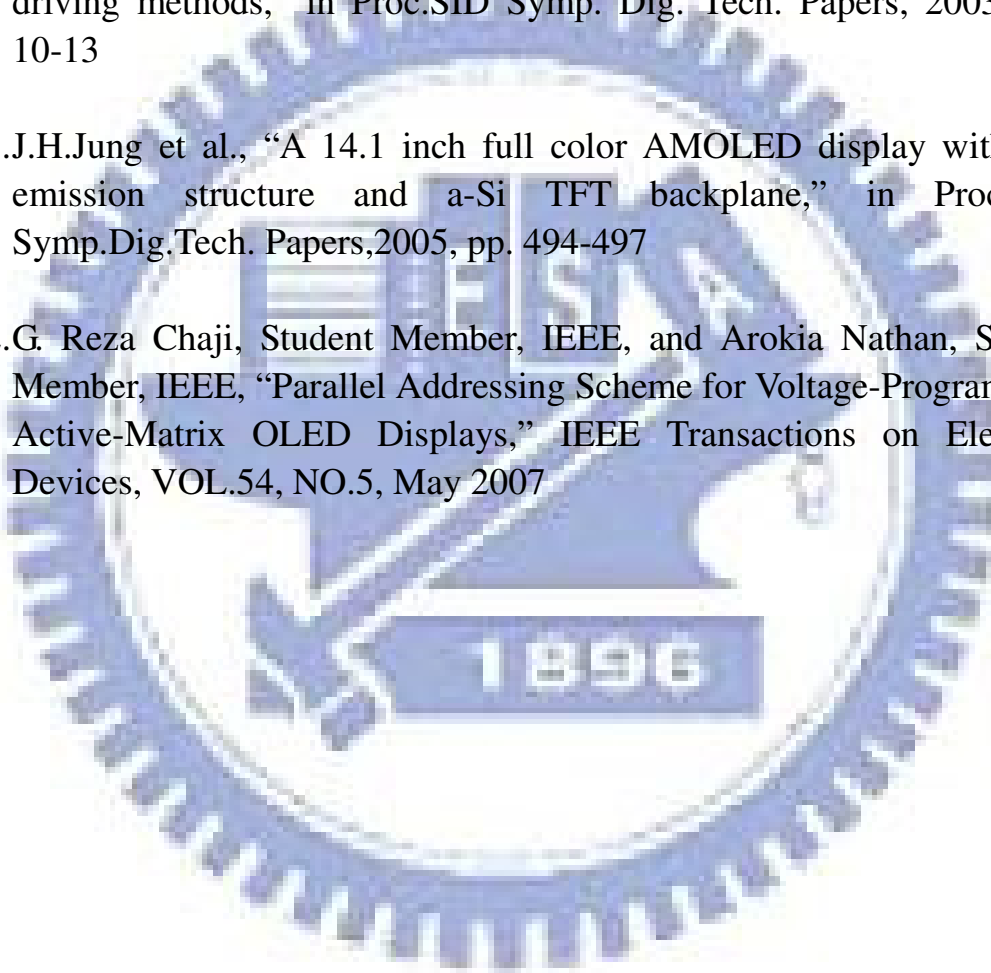 driving methods,” in Proc.SID Symp. Dig. Tech. Papers, 2003
10-13
.J.H.Jung et al., “A 14.1 inch full color AMOLED display with
emission structure and a-Si TFT backplane,” in Proc
Symp.Dig.Tech. Papers,2005, pp. 494-497
.G. Reza Chaji, Student Member, IEEE, and Arokia Nathan, S
Member, IEEE, “Parallel Addressing Scheme for Voltage-Program
Active-Matrix OLED Displays,” IEEE Transactions on Ele
Devices, VOL.54, NO.5, May 2007
E S A
1896